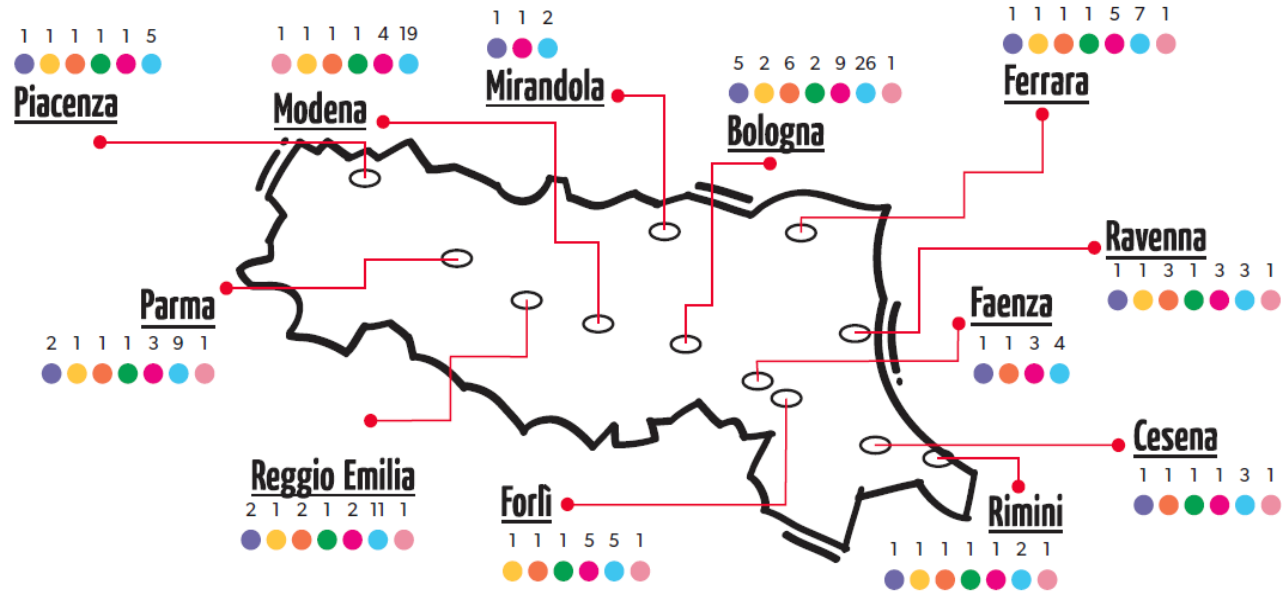 1 1 1 1 1 5
Piacenza
1 1 1 1 4 19
Modena
1 1 2
Mirandola
5 2 6 2 9 26 1
Bologna
1 1 1 1 5 7 1
Ferrara
Ravenna
1 1 3 1 3 3 1
Parma
2 1 1 1 3 9 1
Faenza
1 1 3 4
Cesena
1 1 1 1 3 1
Reggio Emilia
2 1 2 1 2 11 1
Forlì
1 1 1 5 5 1
Rimini
1 1 1 1 1 2 1